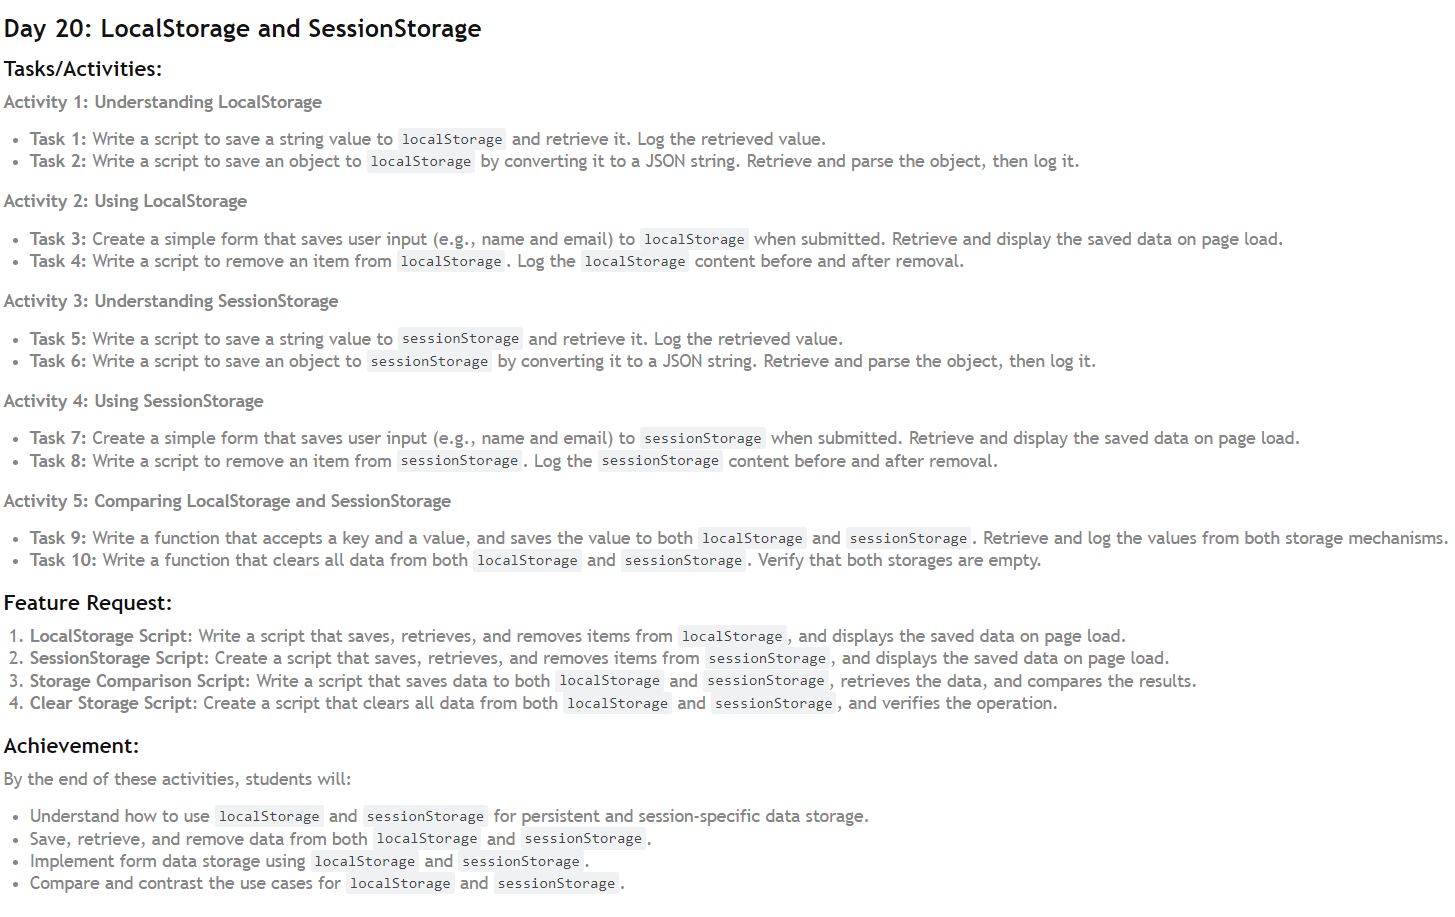 Day 20: LocalStorage and SessionStorage
Tasks/Activities:
Activity 1: Understanding LocalStorage
• Task 1: Write a script to save a string value to localStorage and retrieve it. Log the retrieved value.
• Task 2: Write a script to save an object to localStorage by converting it to a JSON string. Retrieve and parse the object, then log it.
Activity 2: Using LocalStorage
• Task 3: Create a simple form that saves user input (e.g., name and email) to localStorage when submitted. Retrieve and display the saved data on page load.
• Task 4: Write a script to remove an item from localStorage. Log the localStorage content before and after removal.
Activity 3: Understanding SessionStorage
• Task 5: Write a script to save a string value to sessionStorage and retrieve it. Log the retrieved value.
• Task 6: Write a script to save an object to sessionStorage by converting it to a JSON string. Retrieve and parse the object, then log it.
Activity 4: Using SessionStorage
• Task 7: Create a simple form that saves user input (e.g., name and email) to sessionStorage when submitted. Retrieve and display the saved data on page load.
• Task 8: Write a script to remove an item from sessionStorage. Log the sessionStorage content before and after removal.
Activity 5: Comparing LocalStorage and SessionStorage
• Task 9: Write a function that accepts a key and a value, and saves the value to both localStorage and sessionStorage. Retrieve and log the values from both storage mechanisms.
• Task 10: Write a function that clears all data from both localStorage and sessionStorage. Verify that both storages are empty.
Feature Request:
1. LocalStorage Script: Write a script that saves, retrieves, and removes items from localStorage, and displays the saved data on page load.
2. SessionStorage Script: Create a script that saves, retrieves, and removes items from sessionStorage, and displays the saved data on page load.
3. Storage Comparison Script: Write a script that saves data to both localStorage and sessionStorage, retrieves the data, and compares the results.
4. Clear Storage Script: Create a script that clears all data from both localStorage and sessionStorage, and verifies the operation.
Achievement:
By the end of these activities, students will:
• Understand how to use localStorage and sessionStorage for persistent and session-specific data storage.
• Save, retrieve, and remove data from both localStorage and sessionStorage.
• Implement form data storage using localStorage and sessionStorage.
• Compare and contrast the use cases for localStorage and sessionStorage.